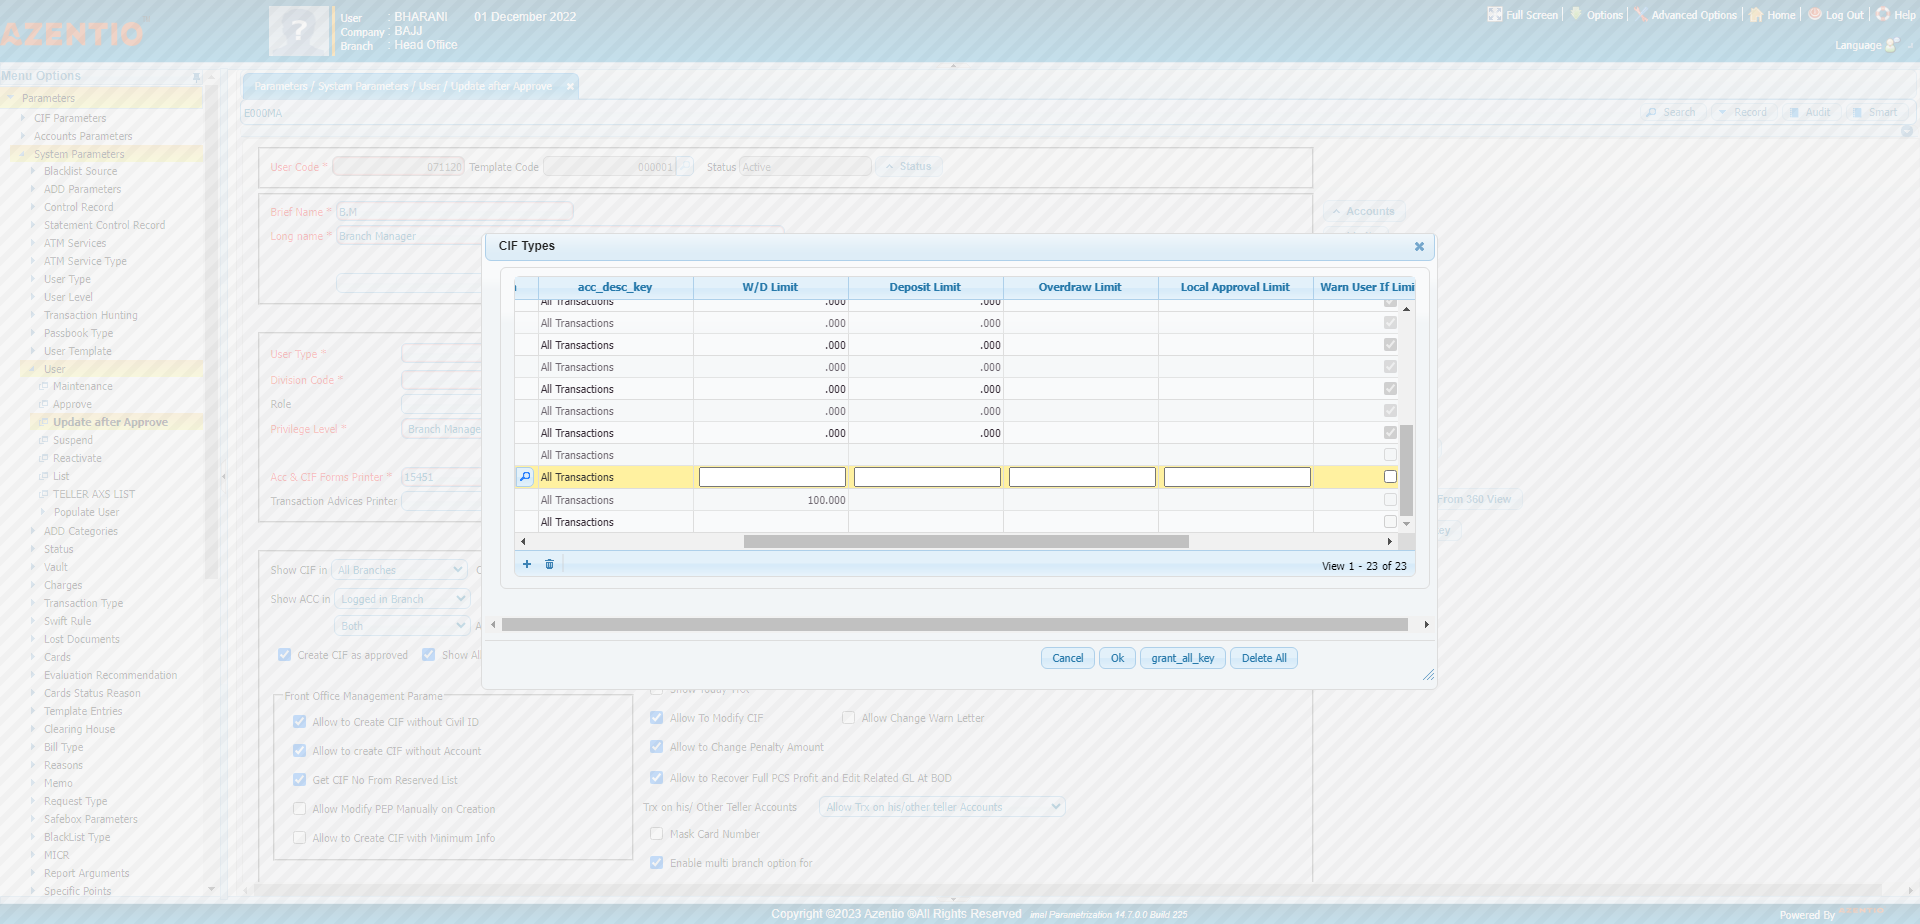 AZENTIO
User : BHARANI 01 December 2022
Company : BAJJ
Branch : Head Office
Full Screen Options Advanced Options Home Log Out Help
Language
Menu Options
Parameters
CIF Parameters
Accounts Parameters
System Parameters
Blacklist Source
ADD Parameters
Control Record
Statement Control Record
ATM Services
ATM Service Type
User Type
User Level
Transaction Hunting
Passbook Type
User Template
User
Maintenance
Approve
Update after Approve
Suspend
Reactivate
List
TELLER AXS LIST
Populate User
ADD Categories
Status
Vault
Charges
Transaction Type
Swift Rule
Lost Documents
Cards
Evaluation Recommendation
Cards Status Reason
Template Entries
Clearing House
Bill Type
Reasons
Memo
Request Type
Safebox Parameters
BlackList Type
MICR
Report Arguments
Specific Points
Parameters / System Parameters / User / Update after Approve
E000MA
Search Record Audit Smart
User Code * 071120 Template Code 000001 Status Active Status
Brief Name * B.M
Accounts
Long name * Branch Manager
User Type *
Division Code *
Role
Privilege Level * Branch Manage
Acc & CIF Forms Printer * 15451
Transaction Advices Printer
From 360 View
ey
Show CIF in All Branches
Show ACC in Logged in Branch
Both A
Create CIF as approved Show All
Front Office Management Parame
Allow to Create CIF without Civil ID
Allow to create CIF without Account
Get CIF No From Reserved List
Allow Modify PEP Manually on Creation
Allow to Create CIF with Minimum Info
Show Today Trx
Allow To Modify CIF Allow Change Warn Letter
Allow to Change Penalty Amount
Allow to Recover Full PCS Profit and Edit Related GL At BOD
Trx on his/ Other Teller Accounts Allow Trx on his/other teller Accounts
Mask Card Number
Enable multi branch option for
CIF Types
acc_desc_key W/D Limit Deposit Limit Overdraw Limit Local Approval Limit Warn User If Limi
All Transactions .000 .000
All Transactions .000 .000
All Transactions .000 .000
All Transactions .000 .000
All Transactions .000 .000
All Transactions .000 .000
All Transactions .000 .000
All Transactions
All Transactions
All Transactions 100.000
All Transactions
View 1 - 23 of 23
Cancel Ok grant_all_key Delete All
Copyright ©2023 Azentio ®All Rights Reserved imal Parametrization 14.7.0.0 Build 225
Powered By